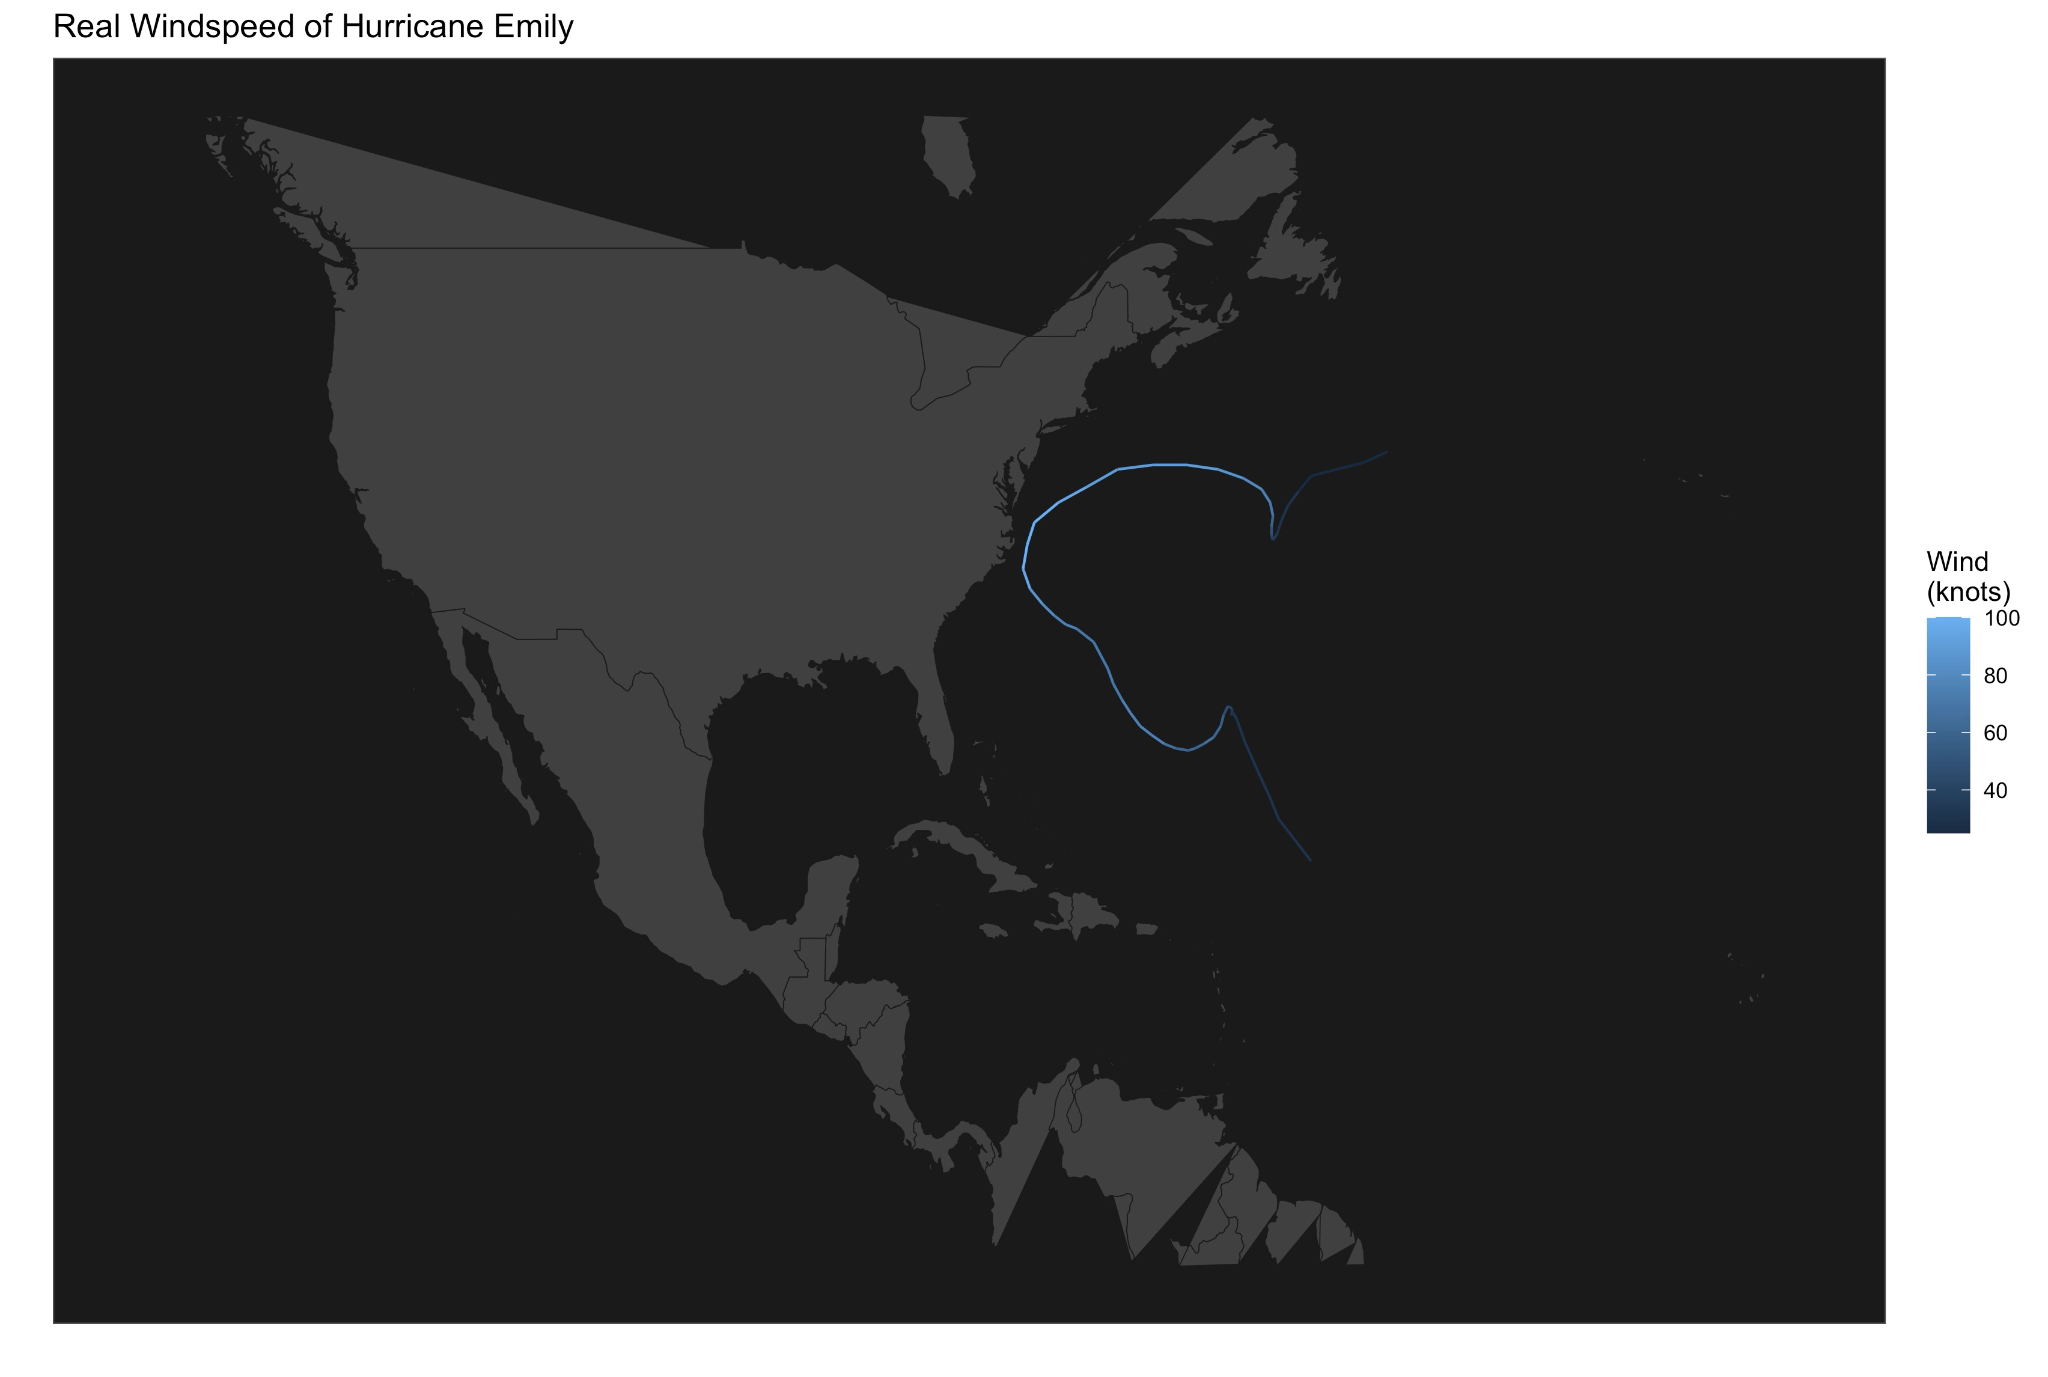 Real Windspeed of Hurricane Emily
Wind
(knots)
100
80
60
40